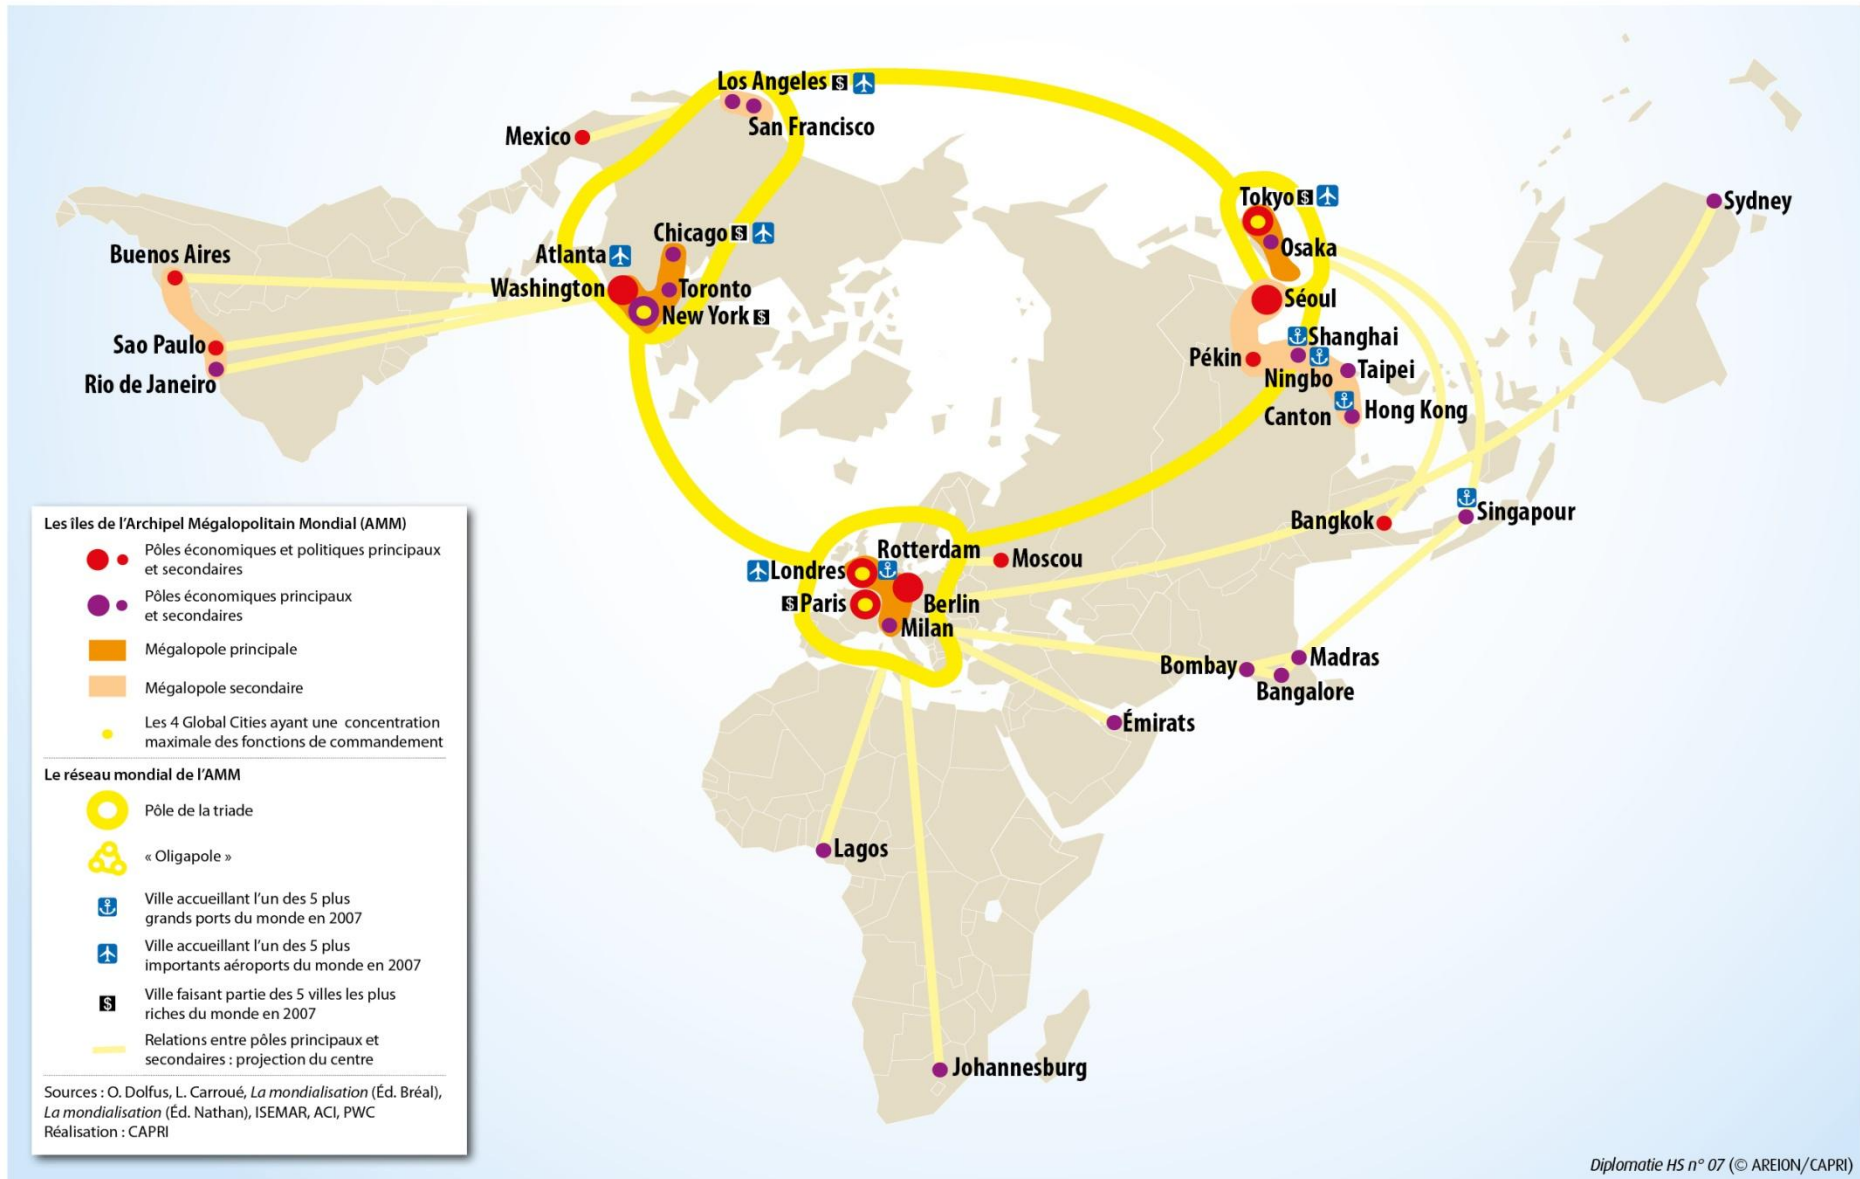 Los Angeles $
San Francisco
Mexico
Tokyo $
Osaka
Sydney
Chicago $
Atlanta
Washington
Toronto
New York $
Buenos Aires
Sao Paulo
Rio de Janeiro
Séoul
Shanghai
Pékin
Ningbo
Taipei
Canton
Hong Kong
Bangkok
Singapour
Rotterdam
Moscou
Londres
$ Paris
Berlin
Milan
Bombay
Madras
Bangalore
Émirats
Lagos
Johannesburg
Les îles de l'Archipel Mégalopolitain Mondial (AMM)
Pôles économiques et politiques principaux
et secondaires
Pôles économiques principaux
et secondaires
Mégalopole principale
Mégalopole secondaire
Les 4 Global Cities ayant une concentration
maximale des fonctions de commandement
Le réseau mondial de l'AMM
Pôle de la triade
« Oligapole »
Ville accueillant l'un des 5 plus
grands ports du monde en 2007
Ville accueillant l'un des 5 plus
importants aéroports du monde en 2007
$ Ville faisant partie des 5 villes les plus
riches du monde en 2007
Relations entre pôles principaux et
secondaires : projection du centre
Sources : O. Dolfus, L. Carroué, La mondialisation (Éd. Bréal),
La mondialisation (Éd. Nathan), ISEMAR, ACI, PWC
Réalisation : CAPRI
Diplomatie HS n° 07 (© AREION/CAPRI)